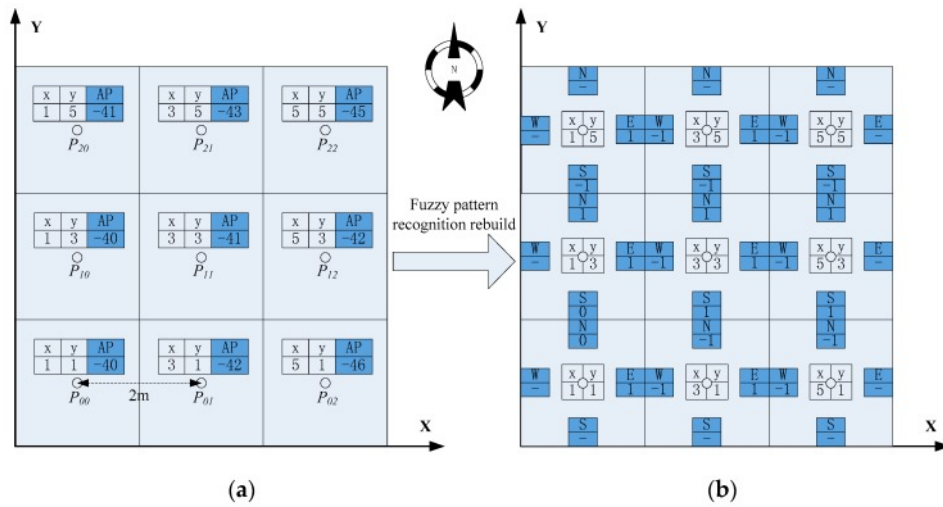 Y
x y AP x y AP x y AP
1 5 -41 3 5 -43 5 5 -45
P20 P21 P22
x y AP x y AP x y AP
1 3 -40 3 3 -41 5 3 -42
P10 P11 P12
x y AP x y AP x y AP
1 1 -40 3 1 -42 5 1 -46
P00 P01 P02
2m
X
(a)
N
Fuzzy pattern
recognition rebuild
Y
N N N
- - -
W x y E W x y E W x y E
- 1 5 1 -1 3 5 1 -1 5 5 -
S S S
-1 -1 -1
N N N
1 1 1
W x y E W x y E W x y E
- 1 3 1 -1 3 3 1 -1 5 3 -
S S S
0 1 1
N N N
0 -1 -1
W x y E W x y E W x y E
- 1 1 1 -1 3 1 1 -1 5 1 -
S S S
- - -
X
(b)